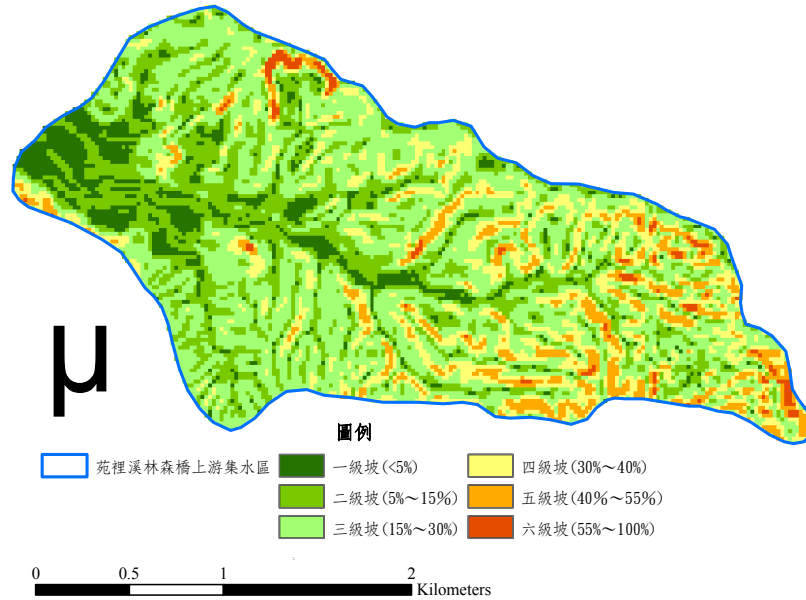 μ
圖例
苑裡溪林森橋上游集水區
一級坡(<5%)
二級坡(5%～15%)
三級坡(15%～30%)
四級坡(30%～40%)
五級坡(40%～55%)
六級坡(55%～100%)
0 0.5 1 2
Kilometers